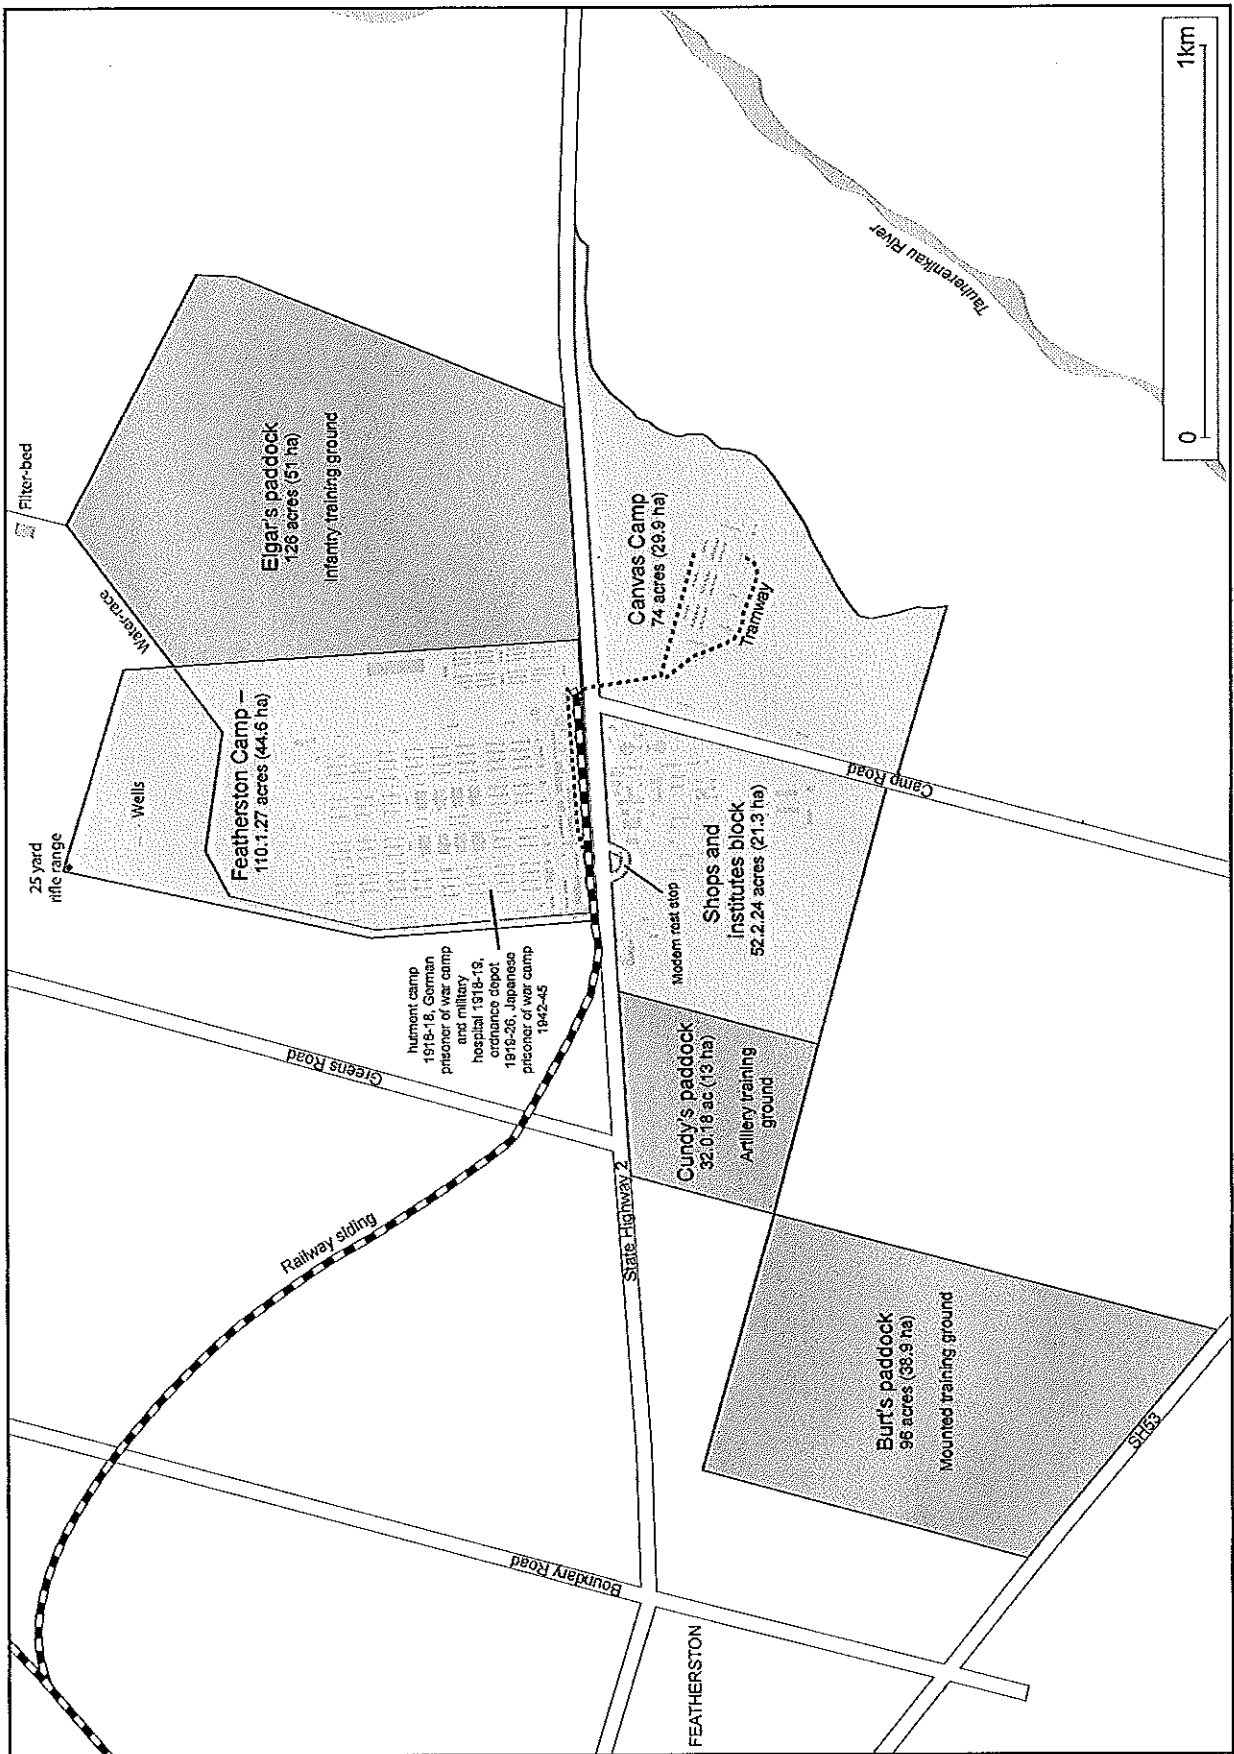 Filter-bed
Water-race
25 yard
rifle range
Wells
Elgar's paddock
126 acres (51 ha)
Infantry training ground
Featherston Camp –
110.1.27 acres (44.6 ha)
hutment camp
1916-18, German
prisoner of war camp
and military
hospital 1918-19,
ordnance depot
1919-26, Japanese
prisoner of war camp
1942-45
Greens Road
Railway siding
Boundary Road
State Highway 2
FEATHERSTON
Canvas Camp
74 acres (29.9 ha)
Tramway
Camp Road
Modern rest stop
Shops and
institutes block
52.2.24 acres (21.3 ha)
Cundy's paddock
32.0.18 ac (13 ha)
Artillery training
ground
Burt's paddock
96 acres (38.9 ha)
Mounted training ground
SH53
Tauherenikau River
0
1km